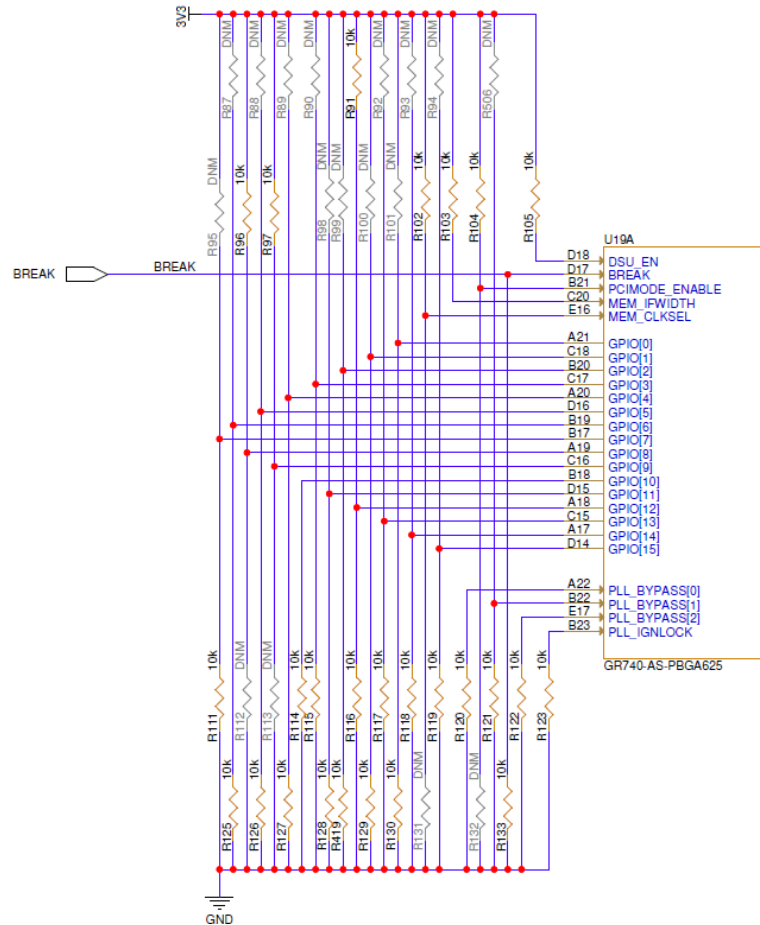 3V3
DNM DNM DNM DNM 10k DNM DNM DNM DNM
R87 R88 R89 R90 R91 R92 R93 R94 R506
DNM 10k 10k DNM DNM DNM DNM 10k 10k 10k 10k
R95 R96 R97 R98 R99 R100 R101 R102 R103 R104 R105
U19A
BREAK BREAK
D18 DSU_EN
D17 BREAK
B21 PCIMODE_ENABLE
C20 MEM_IFWIDTH
E16 MEM_CLKSEL
A21 GPIO[0]
C18 GPIO[1]
B20 GPIO[2]
C17 GPIO[3]
A20 GPIO[4]
D16 GPIO[5]
B19 GPIO[6]
B17 GPIO[7]
A19 GPIO[8]
C16 GPIO[9]
B18 GPIO[10]
D15 GPIO[11]
A18 GPIO[12]
C15 GPIO[13]
A17 GPIO[14]
D14 GPIO[15]
A22 PLL_BYPASS[0]
B22 PLL_BYPASS[1]
E17 PLL_BYPASS[2]
B23 PLL_IGNLOCK
GR740-AS-PBGA625
10k DNM DNM 10k 10k 10k 10k 10k 10k 10k 10k 10k 10k
R111 R112 R113 R114 R115 R116 R117 R118 R119 R120 R121 R122 R123
10k 10k 10k 10k 10k 10k 10k DNM DNM 10k
R125 R126 R127 R128 R419 R129 R130 R131 R132 R133
GND